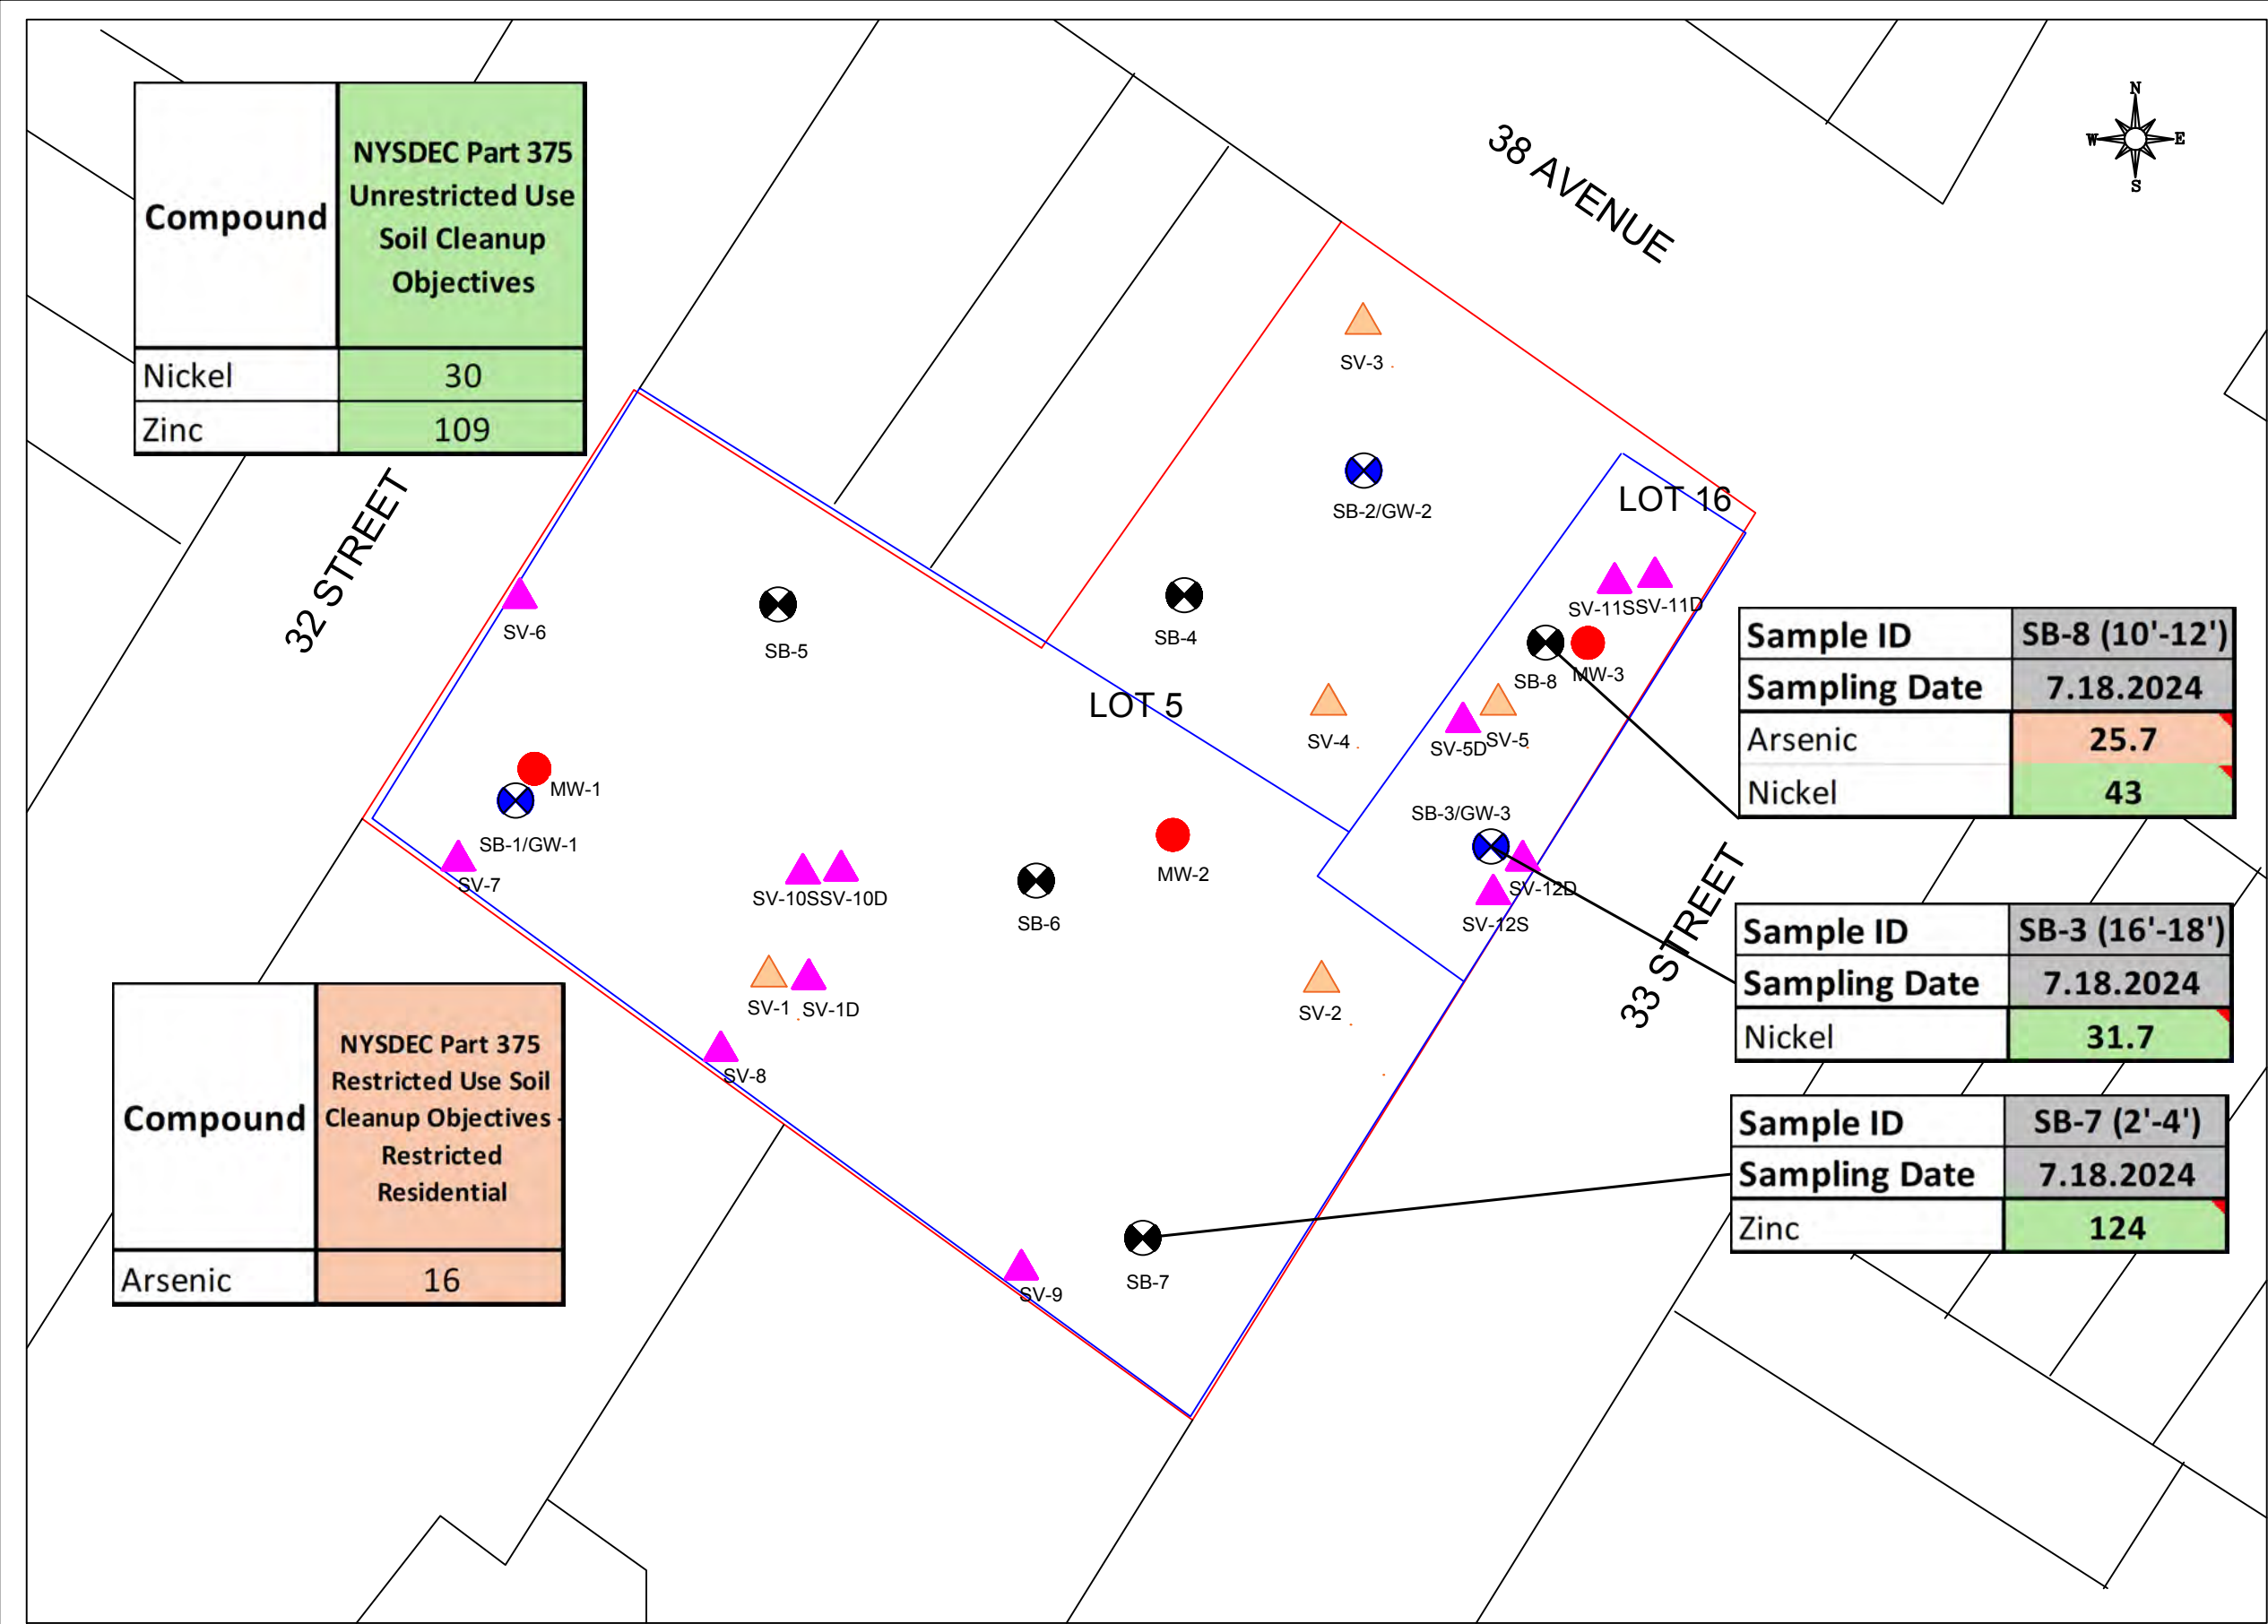 N
W
E
S
38 AVENUE
Compound
NYSDEC Part 375
Unrestricted Use
Soil Cleanup
Objectives
Nickel 30
Zinc 109
32 STREET
SV-3
SB-2/GW-2
LOT 16
SV-11S SV-11D
SV-6
SB-5
SB-4
SB-8
MW-3
LOT 5
SV-4
SV-5D SV-5
MW-1
SB-1/GW-1
SV-7
SV-10S SV-10D
SB-6
MW-2
SB-3/GW-3
SV-12D
SV-12S
33 STREET
SV-1
SV-1D
SV-2
SV-8
SV-9
SB-7
Sample ID SB-8 (10'-12')
Sampling Date 7.18.2024
Arsenic 25.7
Nickel 43
Sample ID SB-3 (16'-18')
Sampling Date 7.18.2024
Nickel 31.7
Sample ID SB-7 (2'-4')
Sampling Date 7.18.2024
Zinc 124
Compound
NYSDEC Part 375
Restricted Use Soil
Cleanup Objectives -
Restricted
Residential
Arsenic 16